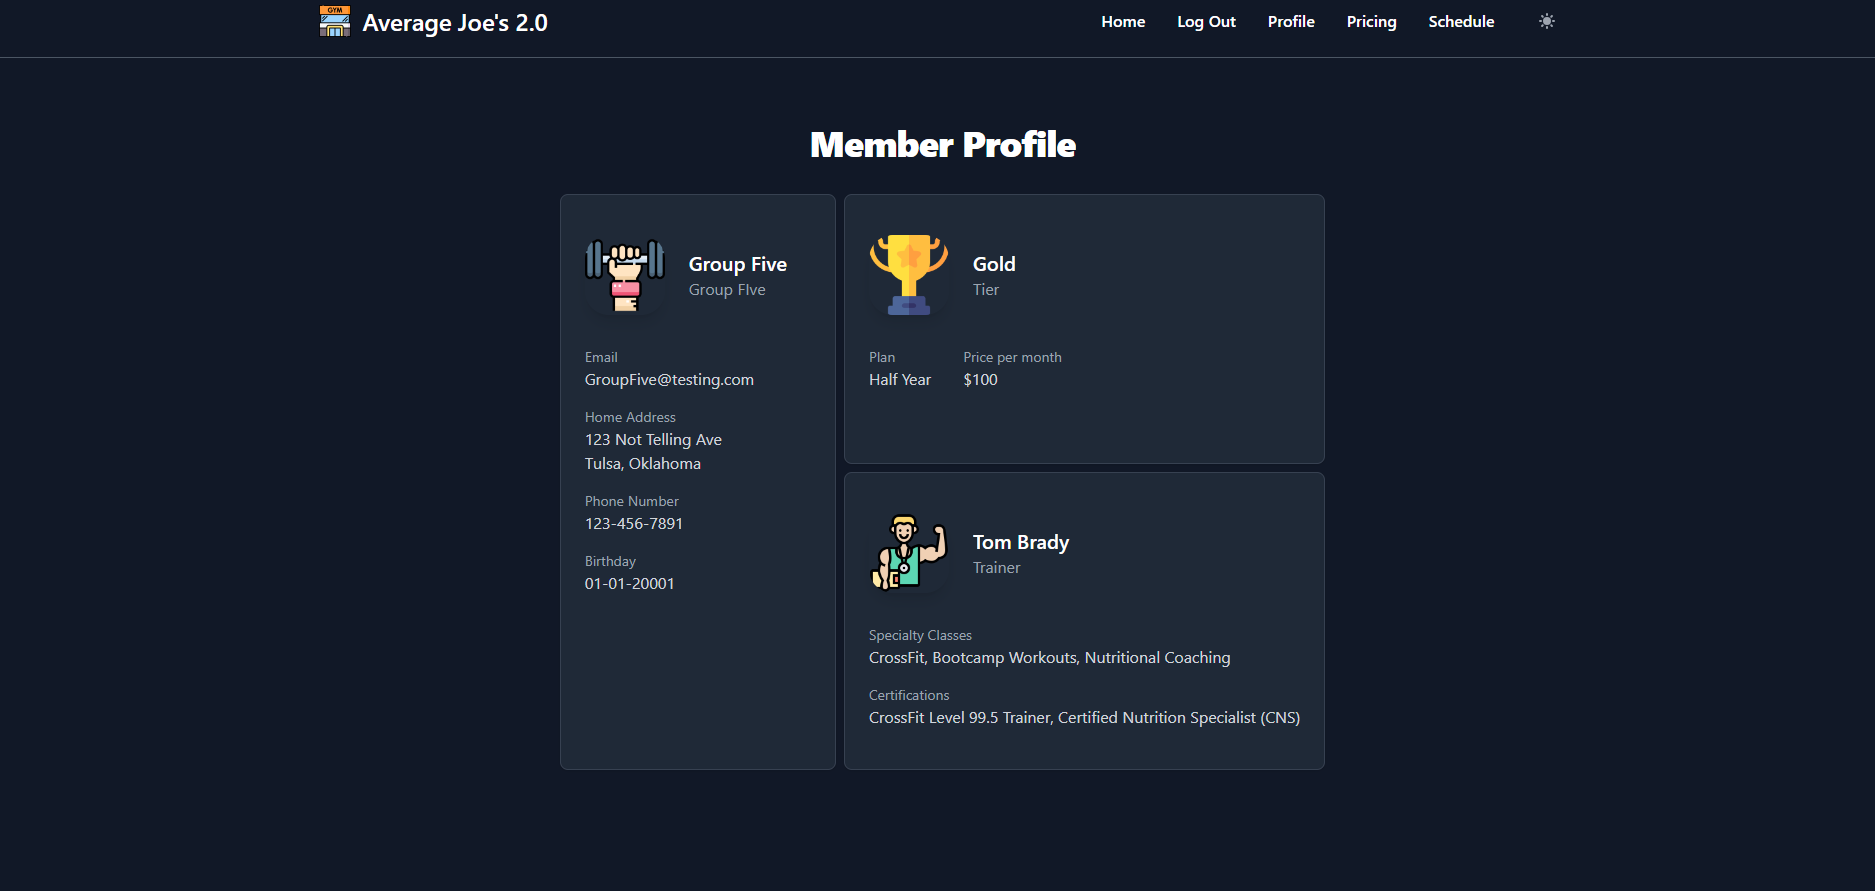 GYM
Average Joe's 2.0
Home Log Out Profile Pricing Schedule
Member Profile
Group Five
Group FIve
Email
GroupFive@testing.com
Home Address
123 Not Telling Ave
Tulsa, Oklahoma
Phone Number
123-456-7891
Birthday
01-01-20001
Gold
Tier
Plan Price per month
Half Year $100
Tom Brady
Trainer
Specialty Classes
CrossFit, Bootcamp Workouts, Nutritional Coaching
Certifications
CrossFit Level 99.5 Trainer, Certified Nutrition Specialist (CNS)